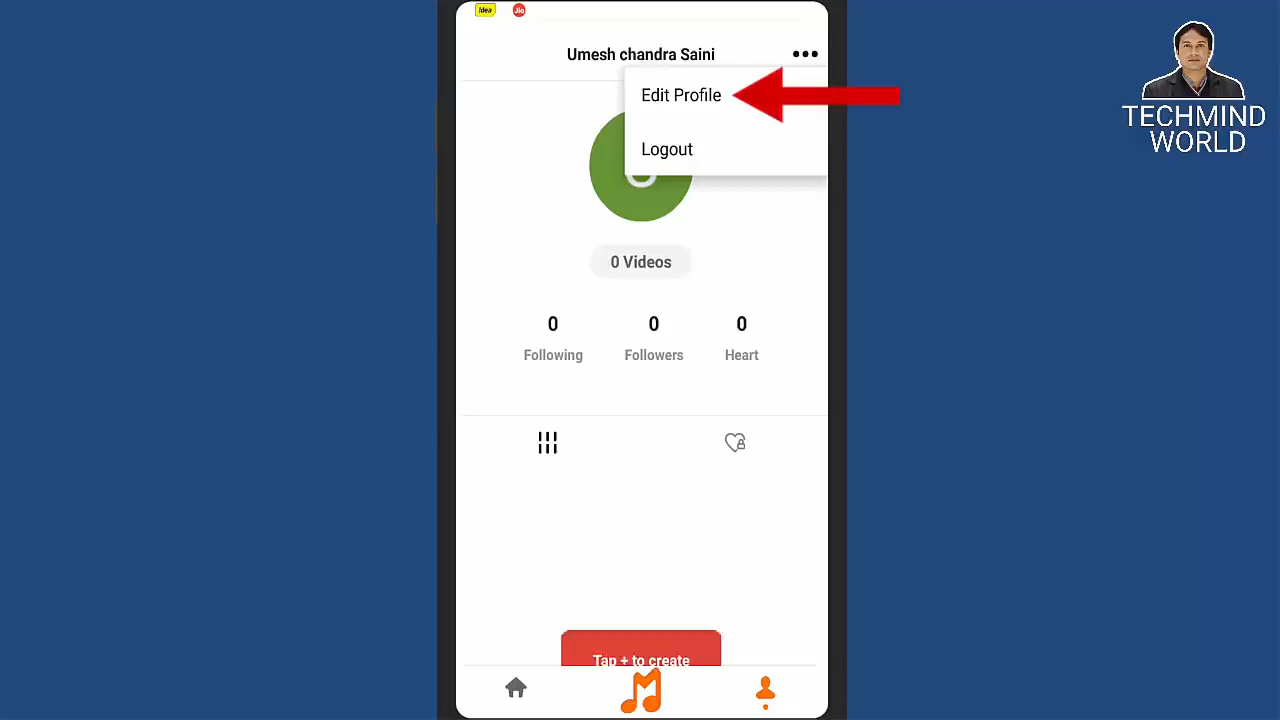 idea Jio
Umesh chandra Saini
Edit Profile
Logout
0 Videos
0 0 0
Following Followers Heart
Tap + to create
TECHMIND
WORLD